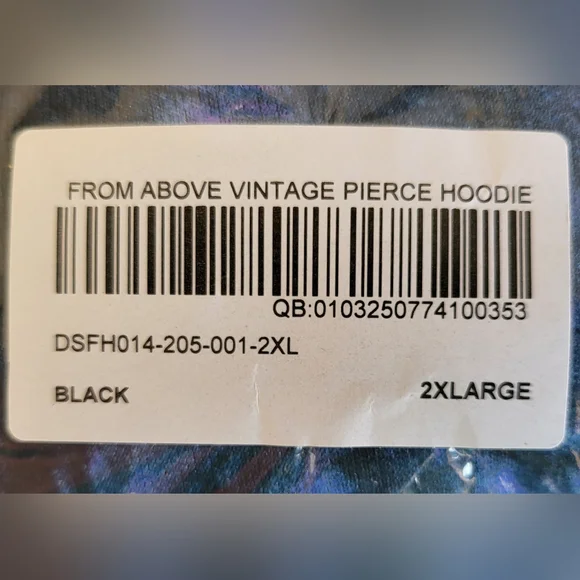 FROM ABOVE VINTAGE PIERCE HOODIE
QB:0103250774100353
DSFH014-205-001-2XL
BLACK
2XLARGE